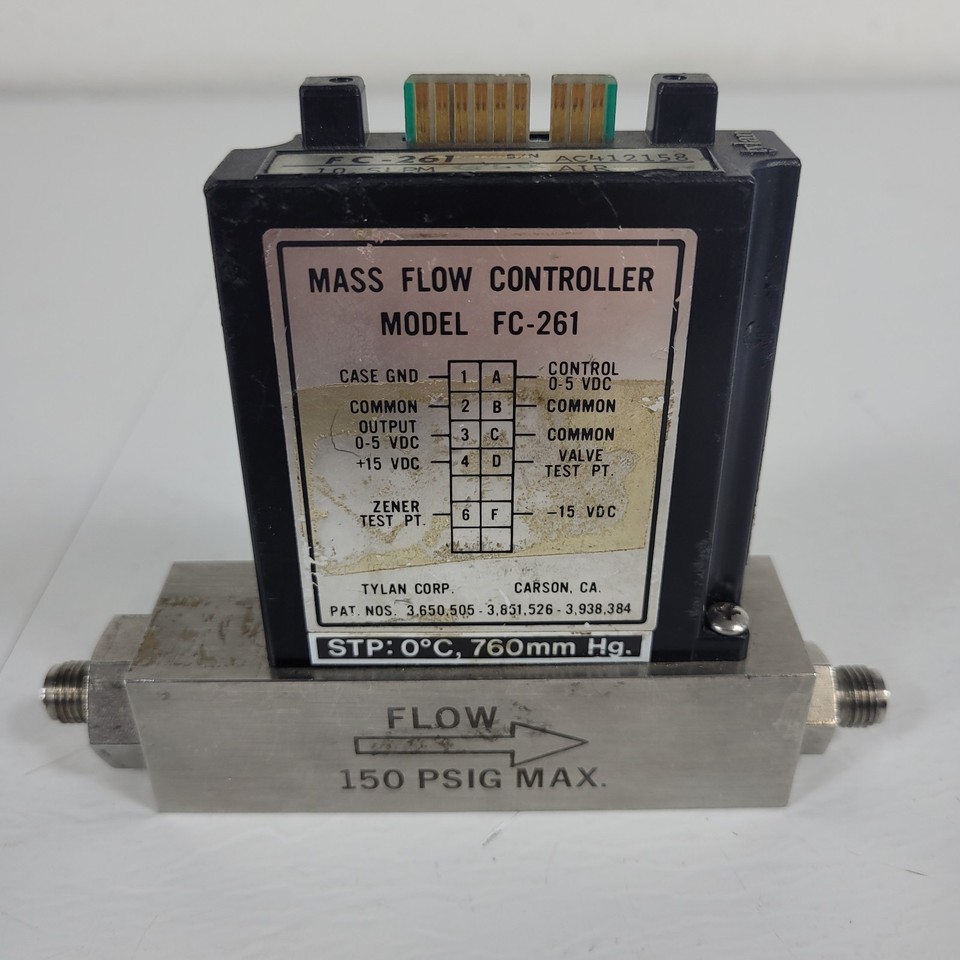 FC-261 S/N AC412158
10 SLPM AIR
MASS FLOW CONTROLLER
MODEL FC-261
CASE GND 1 A CONTROL 0-5 VDC
COMMON 2 B COMMON
OUTPUT 0-5 VDC 3 C COMMON
+15 VDC 4 D VALVE TEST PT.
ZENER TEST PT. 6 F -15 VDC
TYLAN CORP. CARSON, CA.
PAT. NOS. 3,650,505 - 3,851,526 - 3,938,384
STP: 0°C, 760mm Hg.
FLOW
150 PSIG MAX.